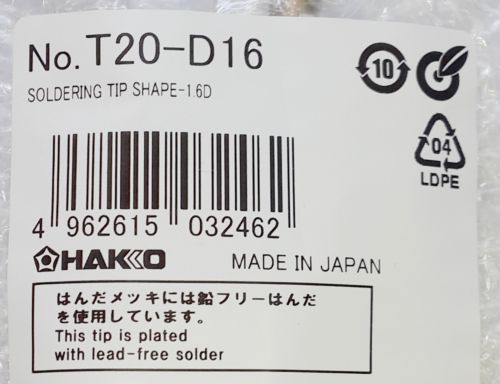 No. T20-D16
SOLDERING TIP SHAPE-1.6D
10
04
LDPE
4 962615 032462
HAKKO
MADE IN JAPAN
はんだメッキには鉛フリーはんだ
を使用しています。
This tip is plated
with lead-free solder